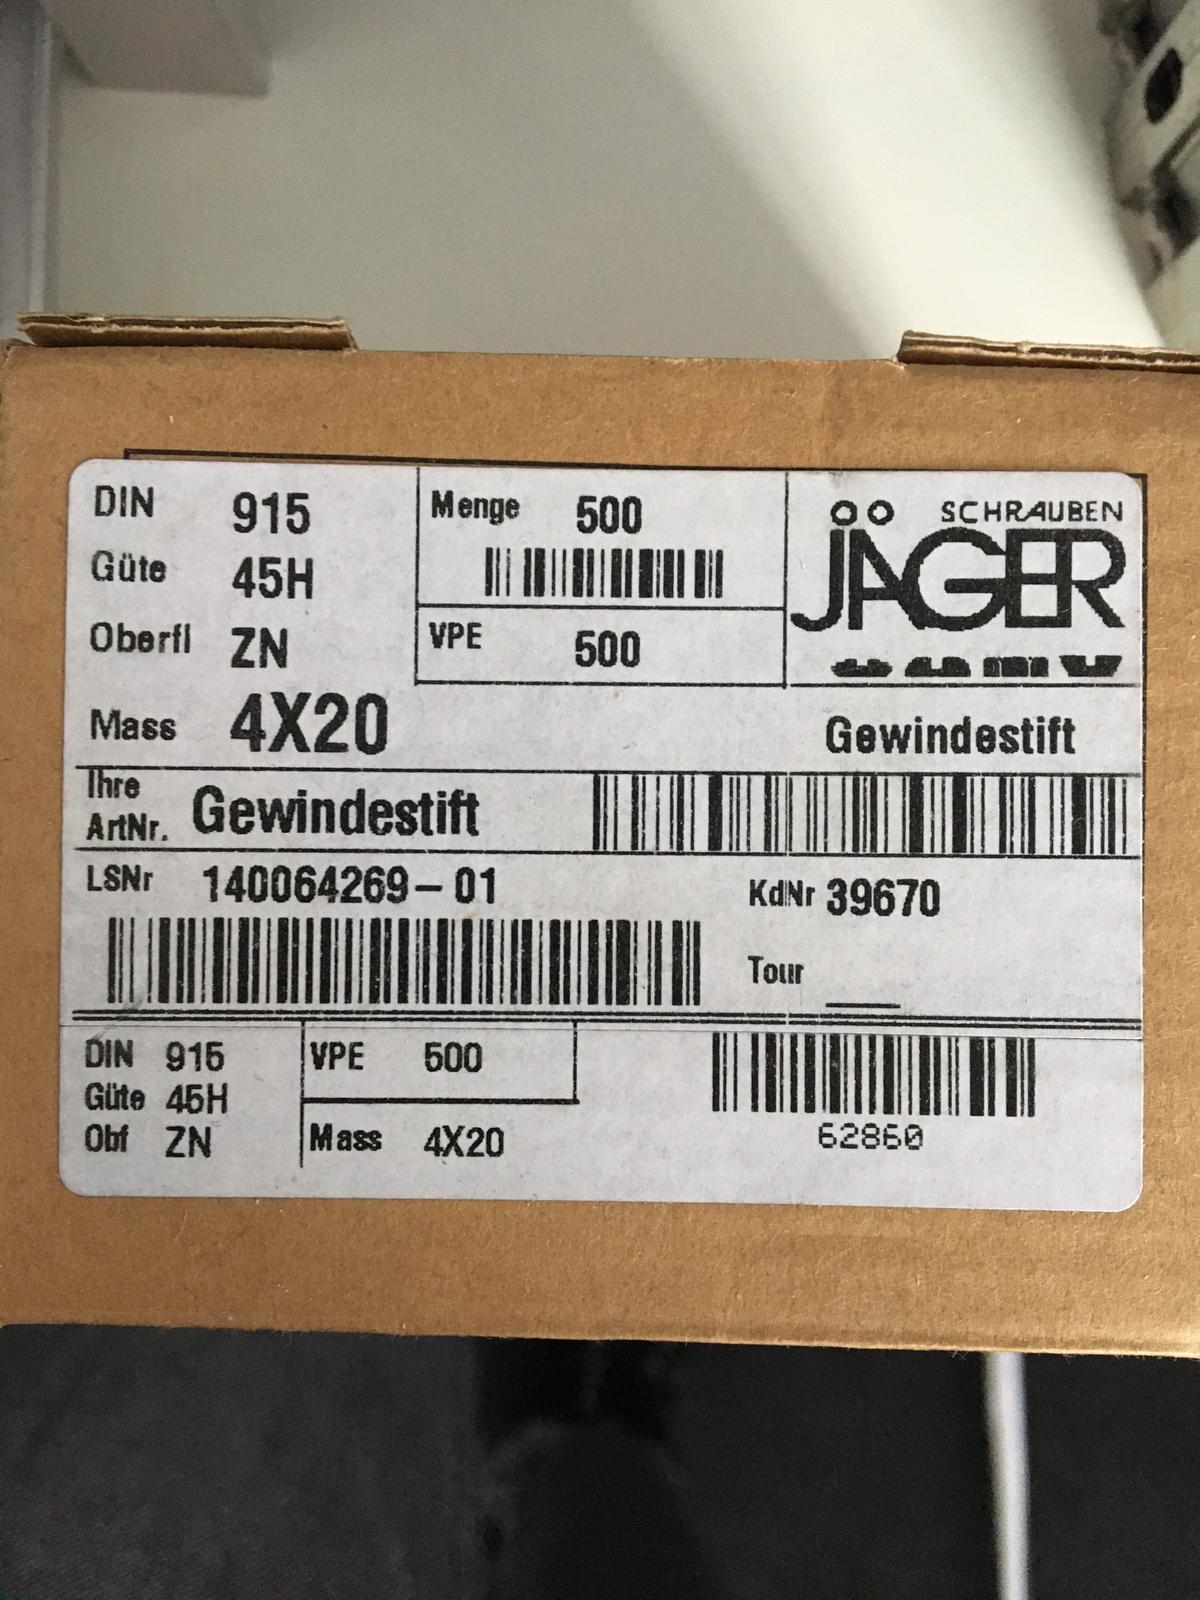 DIN 915
Güte 45H
Oberfl ZN
Mass 4X20
Menge 500
VPE 500
SCHRAUBEN
JÄGER
Gewindestift
Ihre
ArtNr. Gewindestift
LSNr 140064269-01
KdNr 39670
Tour
DIN 915
Güte 45H
Obf ZN
VPE 500
Mass 4X20
62860